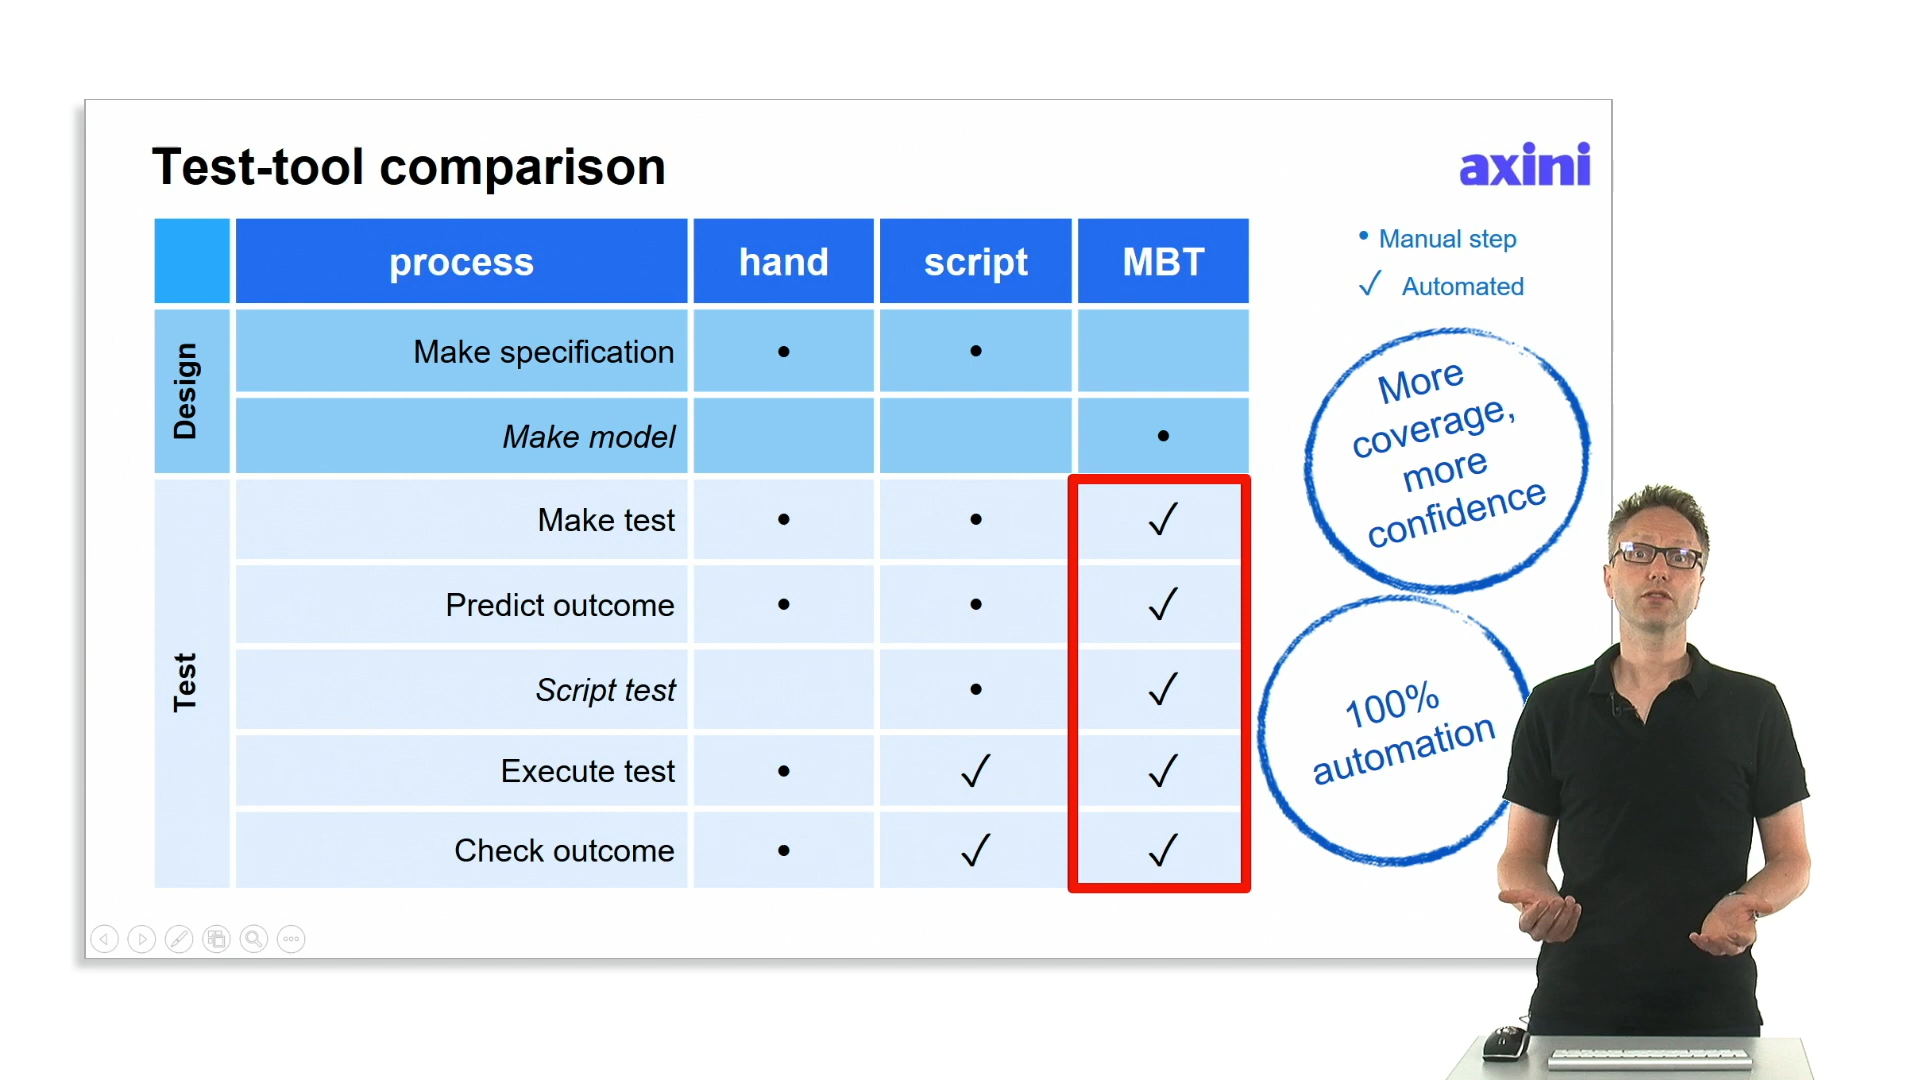 Test-tool comparison
axini
process hand script MBT
• Manual step
✓ Automated
Design
Make specification • •
Make model •
Test
Make test • • ✓
Predict outcome • • ✓
Script test • ✓
Execute test • ✓ ✓
Check outcome • ✓ ✓
More
coverage,
more
confidence
100%
automation